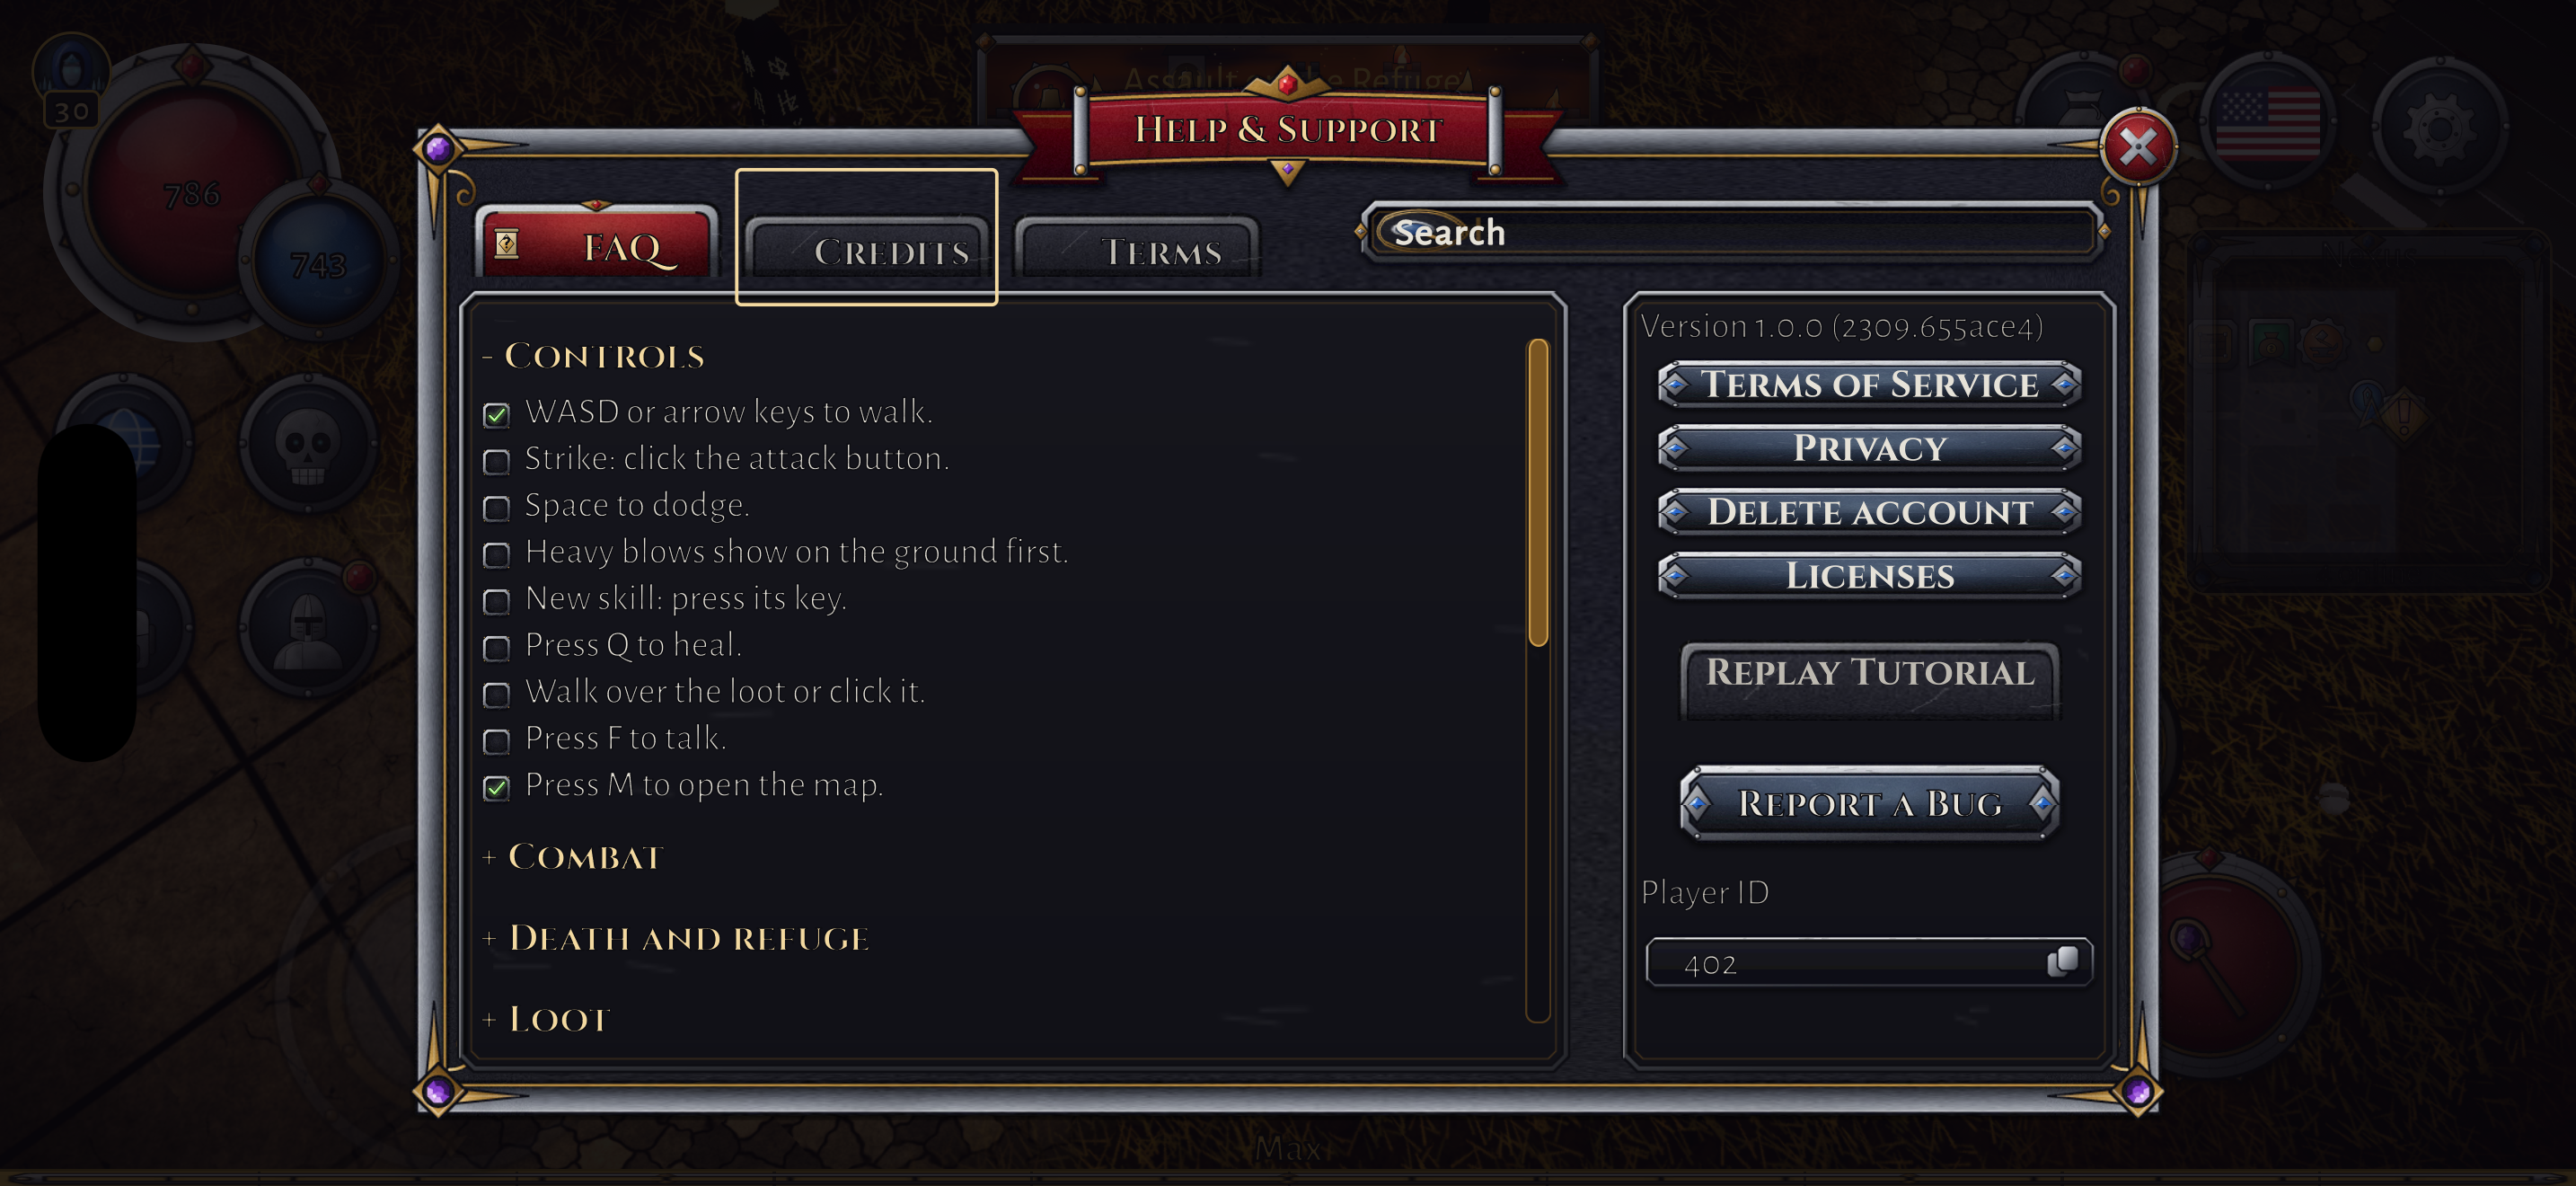 30
786
743
Assault
Refuge
HELP & SUPPORT
FAQ
CREDITS
TERMS
Search
- CONTROLS
WASD or arrow keys to walk.
Strike: click the attack button.
Space to dodge.
Heavy blows show on the ground first.
New skill: press its key.
Press Q to heal.
Walk over the loot or click it.
Press F to talk.
Press M to open the map.
+ COMBAT
+ DEATH AND REFUGE
+ LOOT
Version 1.0.0 (2309.655ace4)
TERMS OF SERVICE
PRIVACY
DELETE ACCOUNT
LICENSES
REPLAY TUTORIAL
REPORT A BUG
Player ID
402
Max